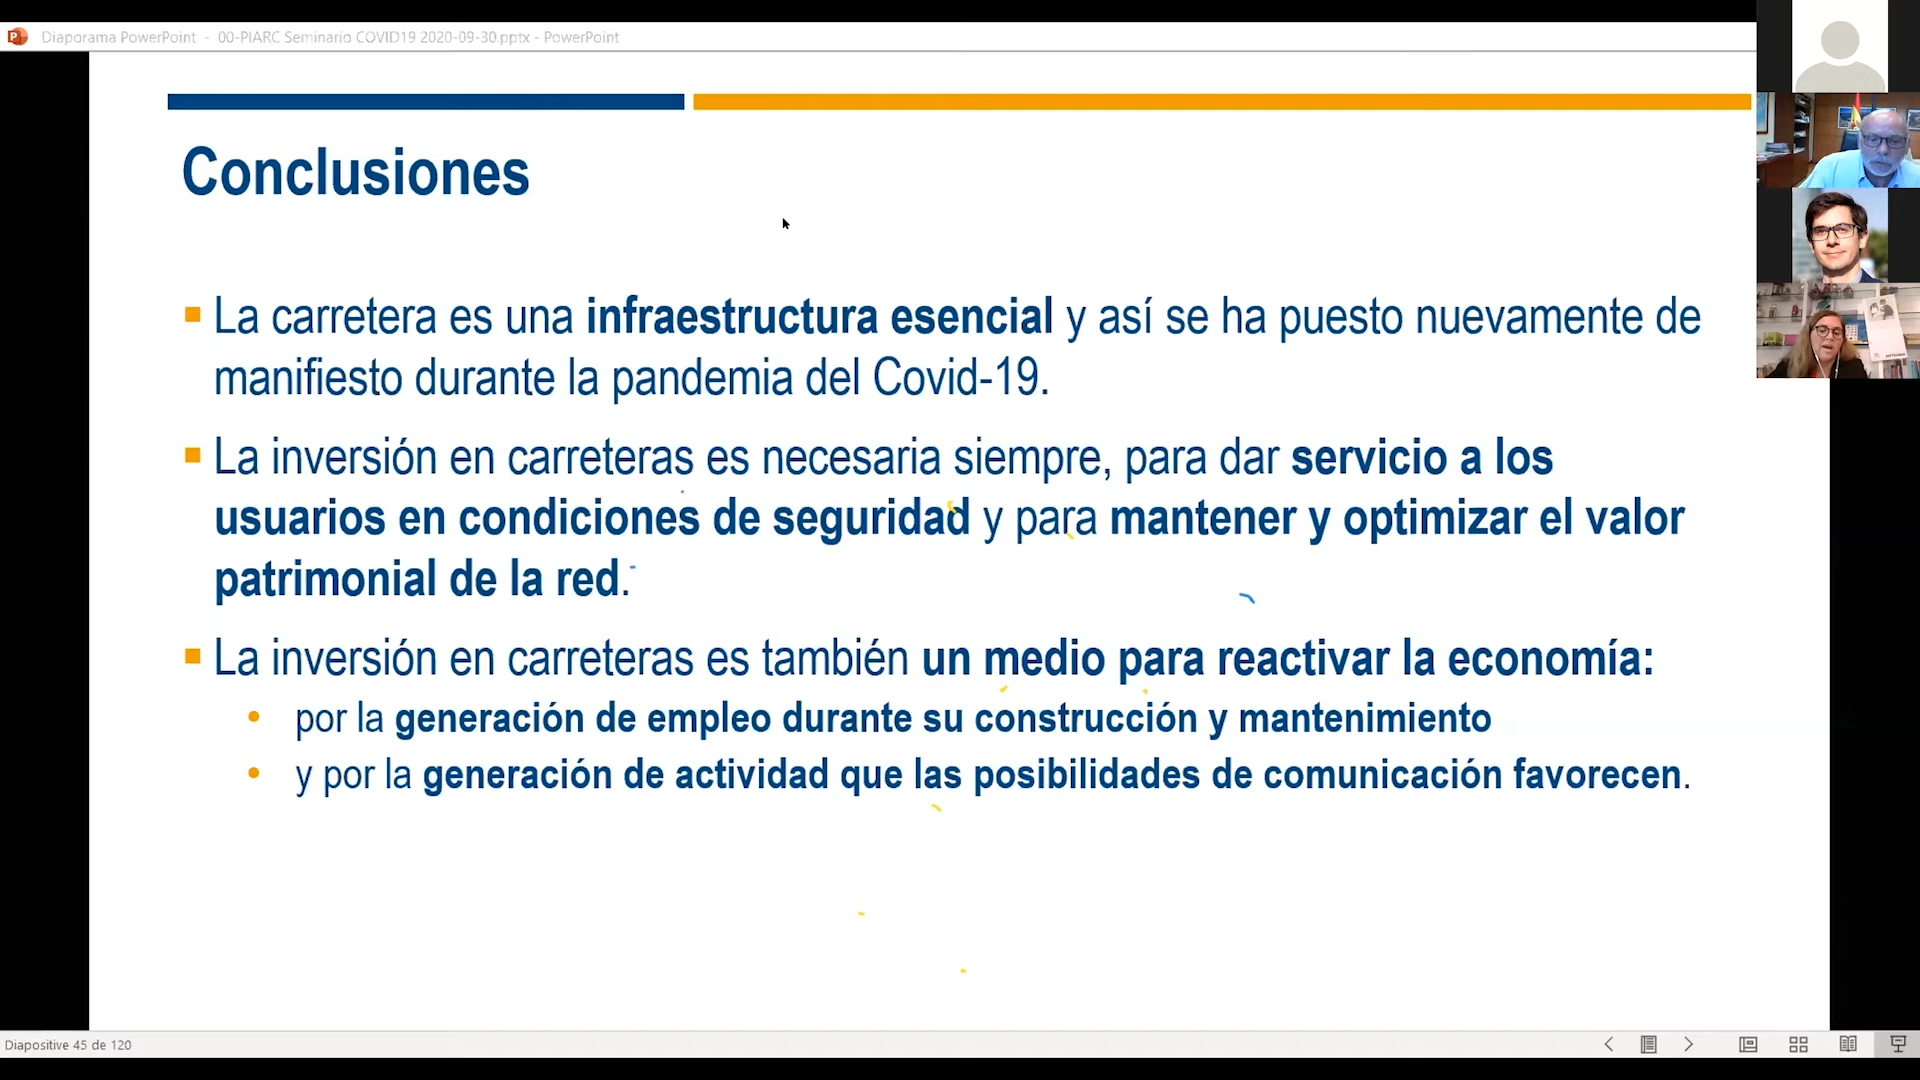 Diaporama PowerPoint - 00-PIARC Seminario COVID19 2020-09-30.pptx - PowerPoint
Conclusiones
La carretera es una infraestructura esencial y así se ha puesto nuevamente de
manifiesto durante la pandemia del Covid-19.
La inversión en carreteras es necesaria siempre, para dar servicio a los
usuarios en condiciones de seguridad y para mantener y optimizar el valor
patrimonial de la red.
La inversión en carreteras es también un medio para reactivar la economía:
por la generación de empleo durante su construcción y mantenimiento
y por la generación de actividad que las posibilidades de comunicación favorecen.
Diapositive 45 de 120